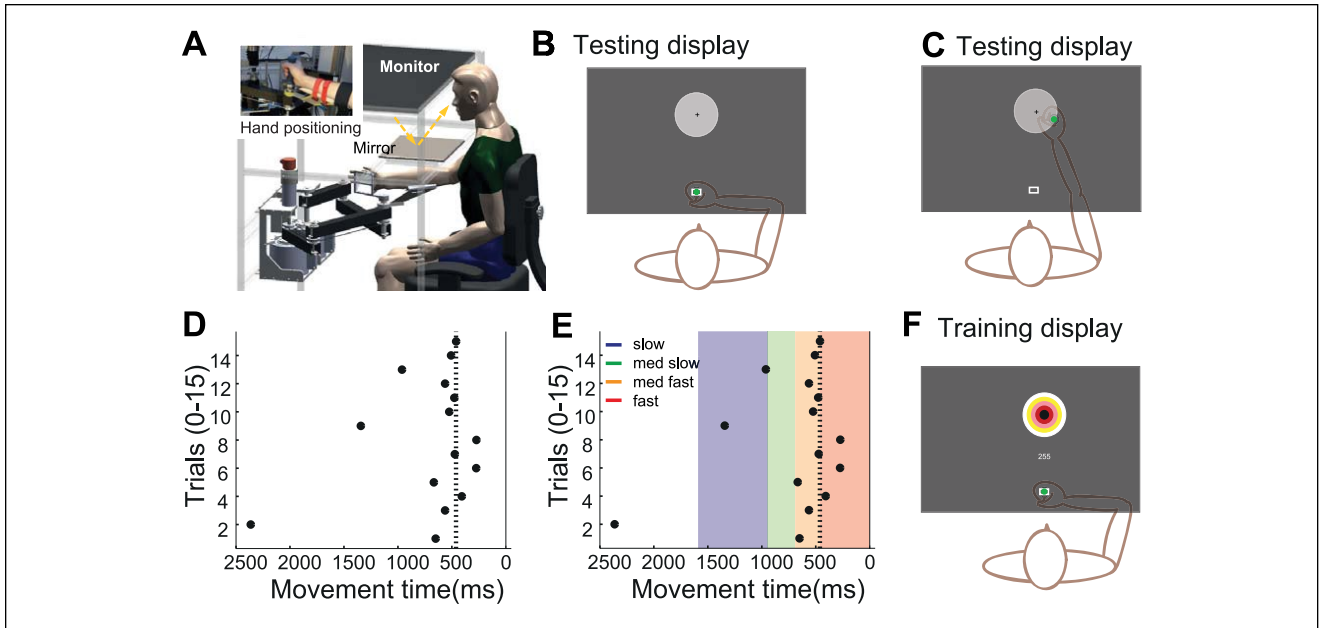 A
Monitor
Hand positioning
Mirror
B Testing display
C Testing display
D
Trials (0-15)
14
12
10
8
6
4
2
2500 2000 1500 1000 500 0
Movement time(ms)
E
slow
med slow
med fast
fast
Trials (0-15)
14
12
10
8
6
4
2
2500 2000 1500 1000 500 0
Movement time(ms)
F Training display
255